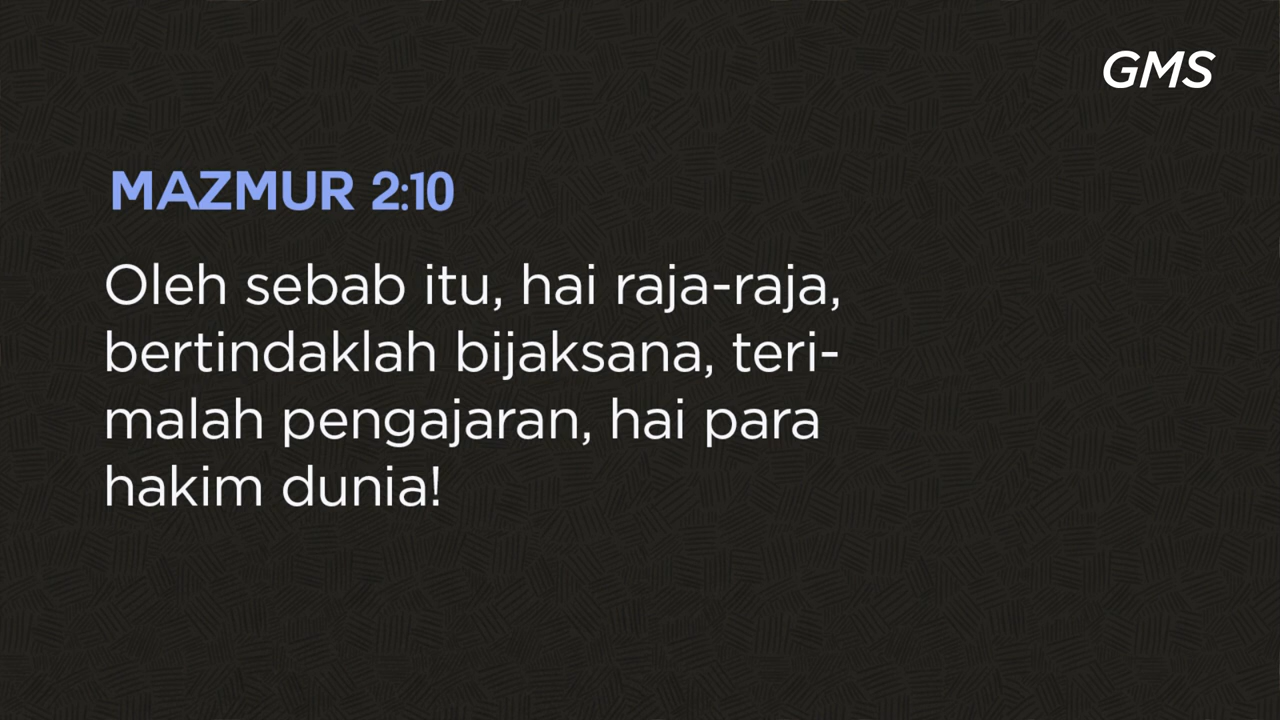 GMS
MAZMUR 2:10
Oleh sebab itu, hai raja-raja,
bertindaklah bijaksana, teri-
malah pengajaran, hai para
hakim dunia!